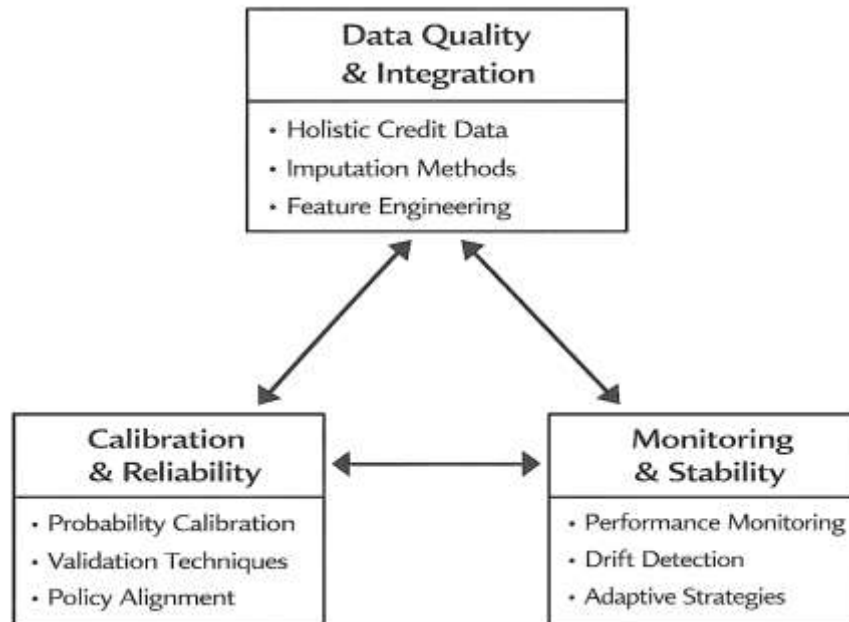 Data Quality
& Integration
• Holistic Credit Data
• Imputation Methods
• Feature Engineering
Calibration
& Reliability
• Probability Calibration
• Validation Techniques
• Policy Alignment
Monitoring
& Stability
• Performance Monitoring
• Drift Detection
• Adaptive Strategies